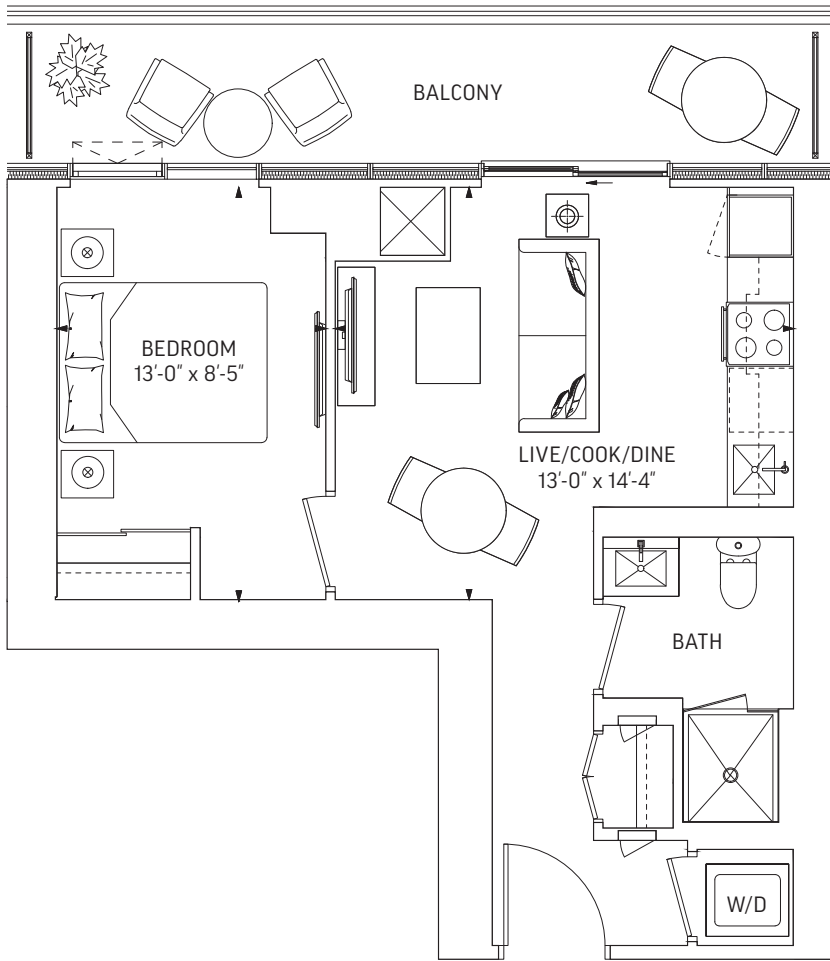 BALCONY
BEDROOM
13'-0" x 8'-5"
LIVE/COOK/DINE
13'-0" x 14'-4"
BATH
W/D